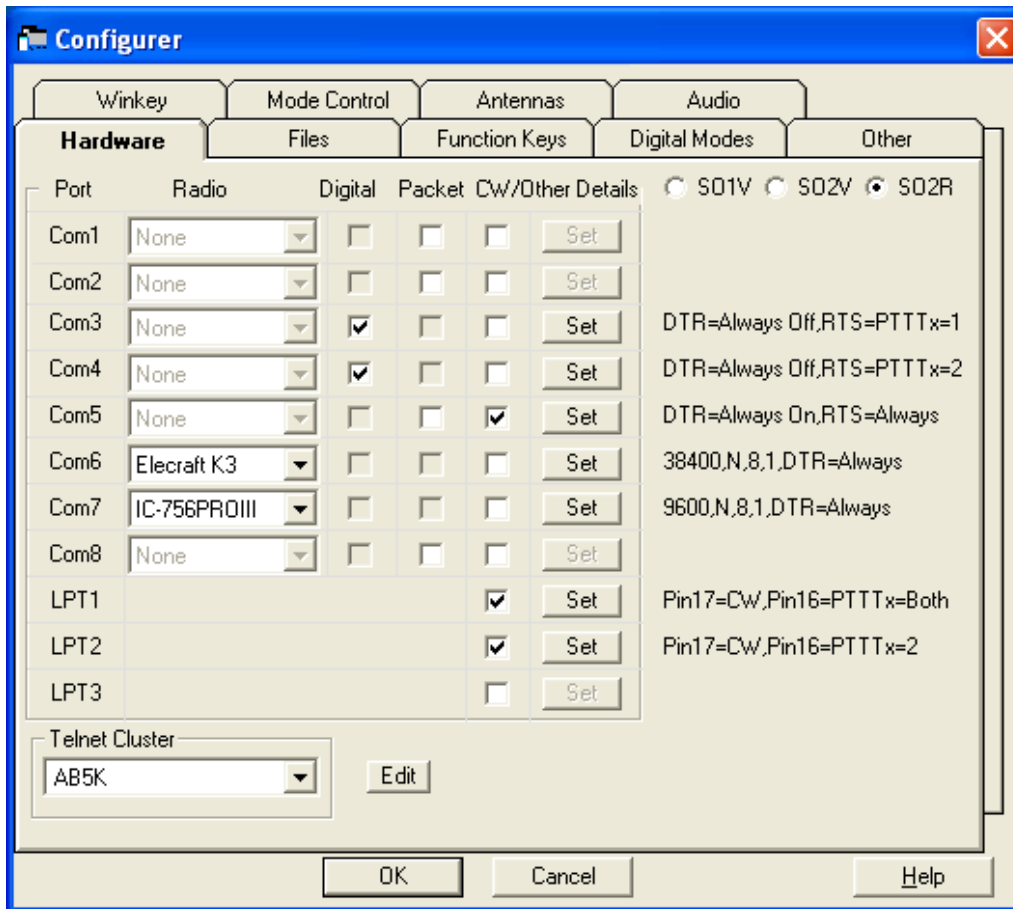 Configurer
Winkey Mode Control Antennas Audio
Hardware Files Function Keys Digital Modes Other
Port Radio Digital Packet CW/Other Details SO1V SO2V SO2R
Com1 None Set
Com2 None Set
Com3 None Set DTR=Always Off,RTS=PTTTx=1
Com4 None Set DTR=Always Off,RTS=PTTTx=2
Com5 None Set DTR=Always On,RTS=Always
Com6 Elecraft K3 Set 38400,N,8,1,DTR=Always
Com7 IC-756PROIII Set 9600,N,8,1,DTR=Always
Com8 None Set
LPT1 Set Pin17=CW,Pin16=PTTTx=Both
LPT2 Set Pin17=CW,Pin16=PTTTx=2
LPT3 Set
Telnet Cluster
AB5K Edit
OK Cancel Help